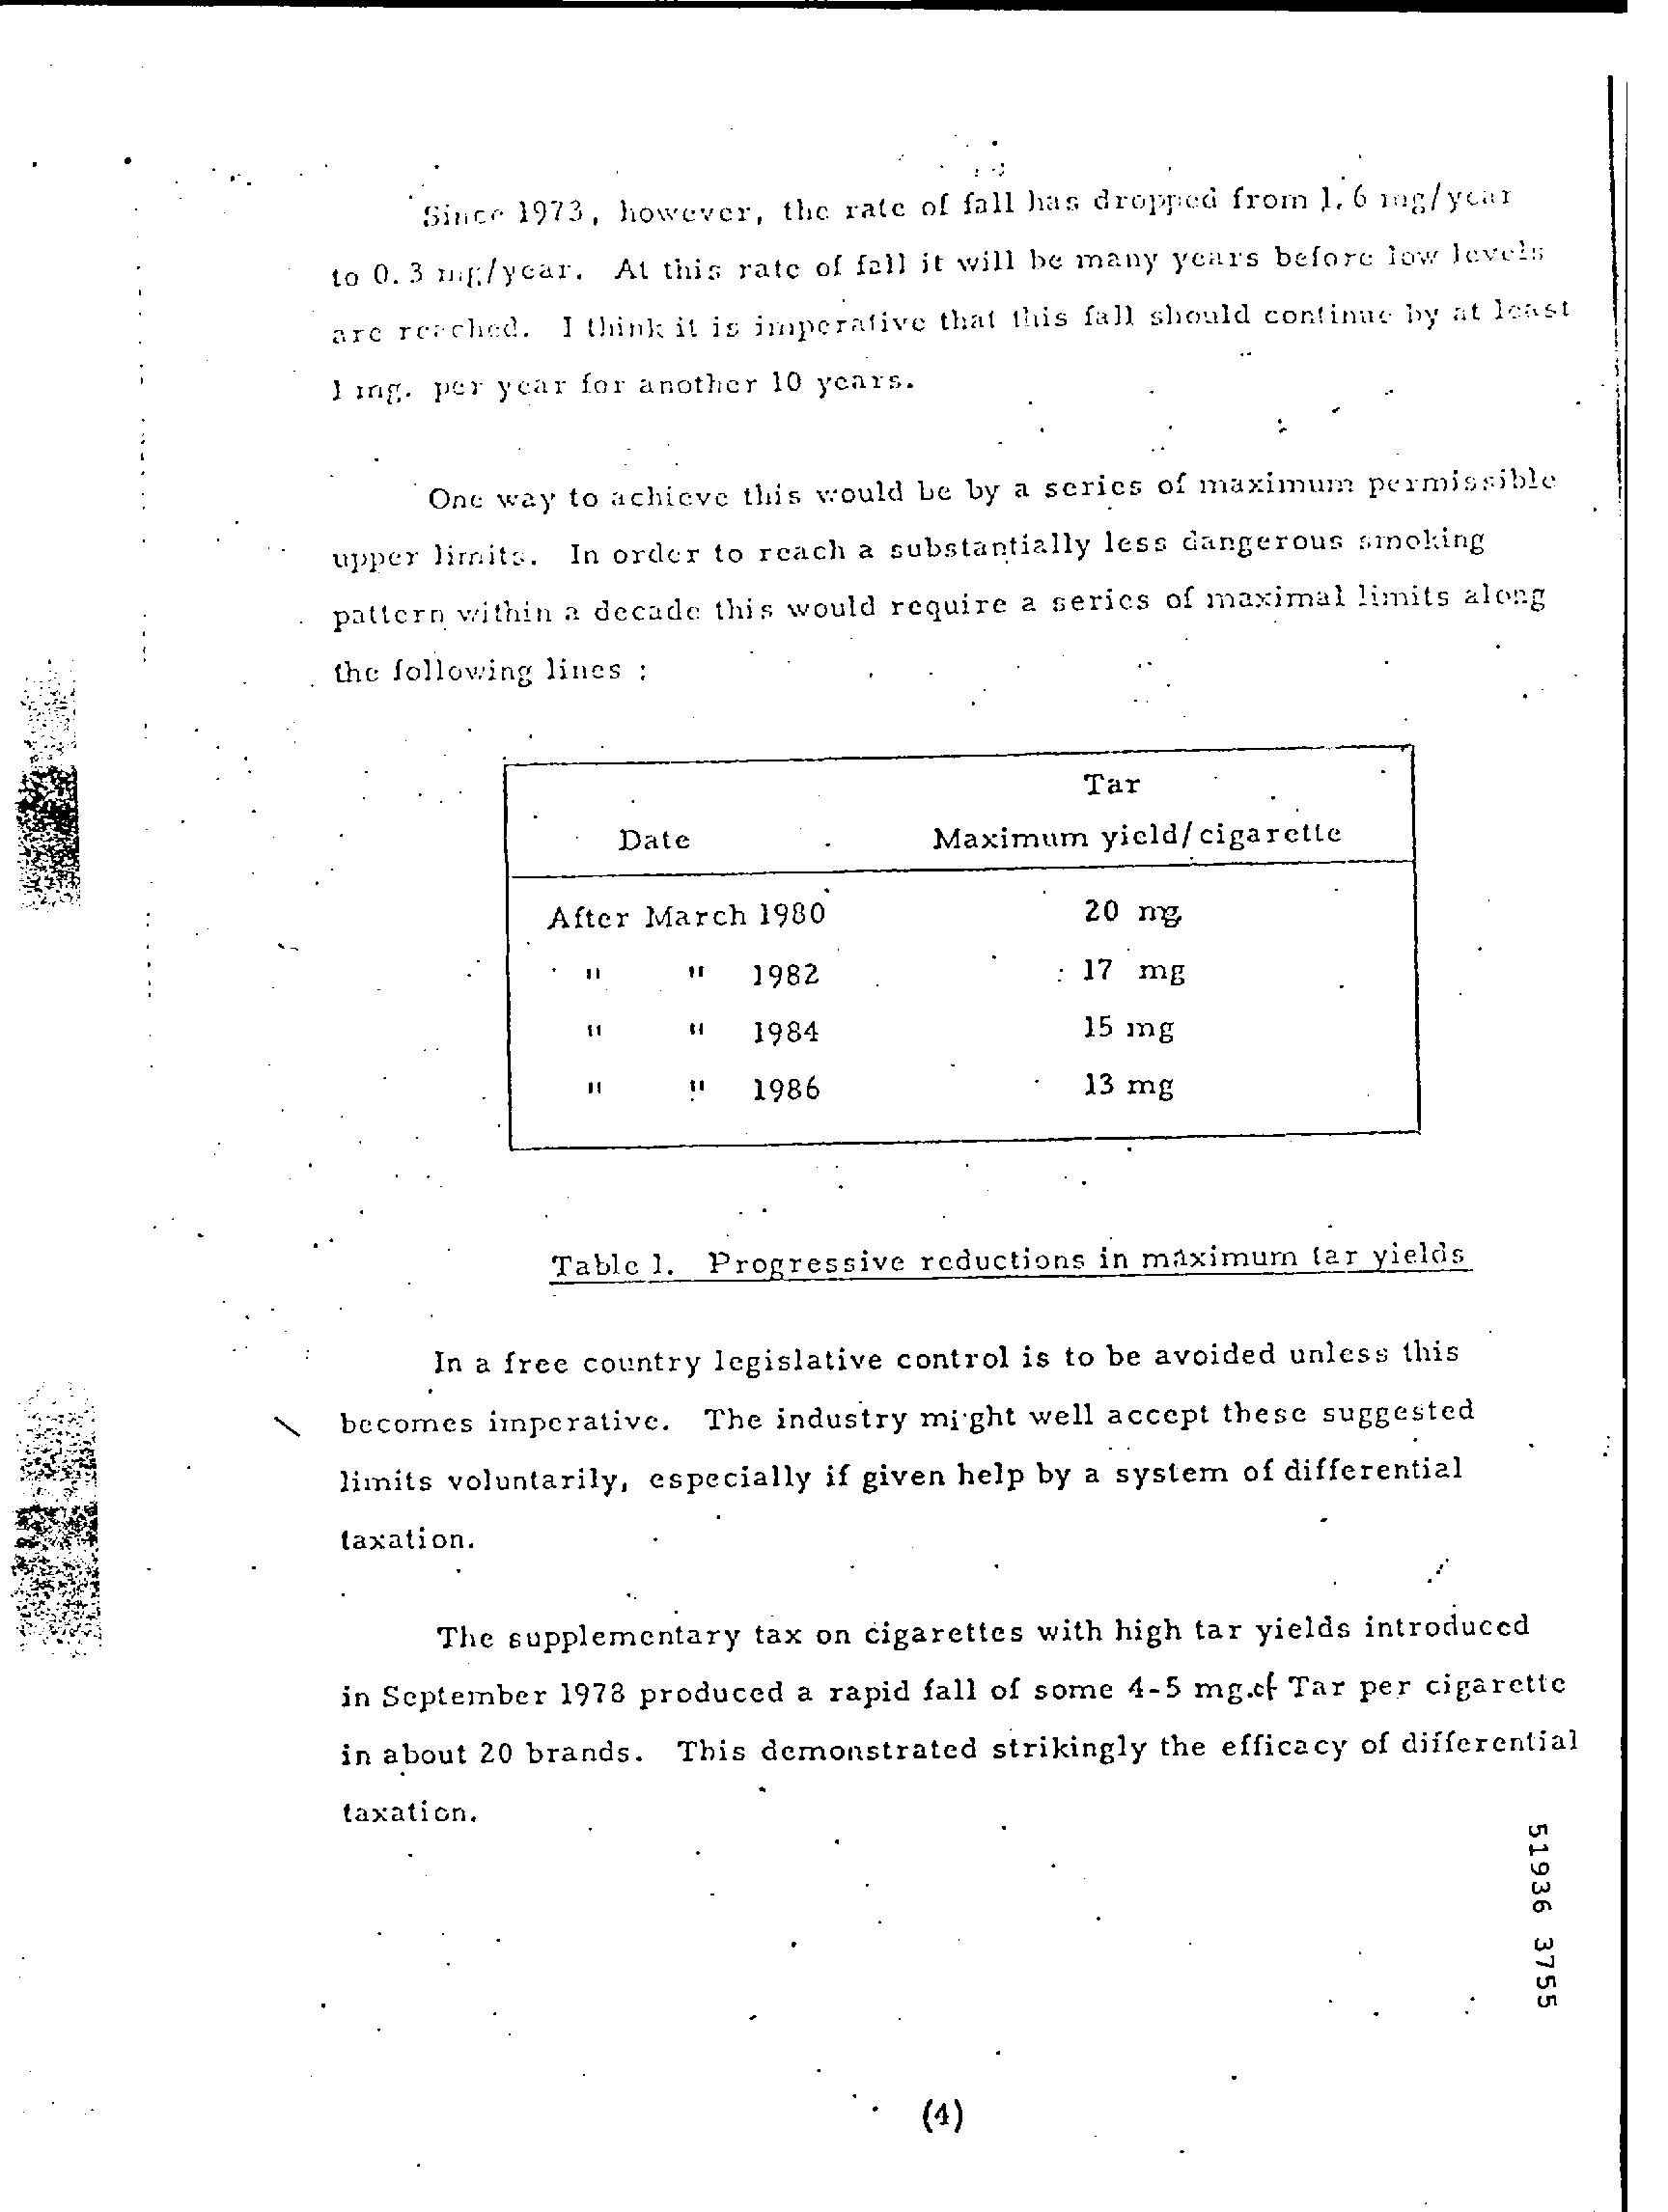 Since 1973, however, the rate of fall has dropped from 1.6 mg/year
to 0.3 mg/year. At this rate of fall it will be many years before low levels
are reached. I think it is imperative that this fall should continue by at least
1 mg. per year for another 10 years.
One way to achieve this would be by a series of maximum permissible
upper limits. In order to reach a substantially less dangerous smoking
pattern within a decade this would require a series of maximal limits along
the following lines :
Tar
Date Maximum yield/cigarette
After March 1980 20 mg
" " 1982 17 mg
" " 1984 15 mg
" " 1986 13 mg
Table 1. Progressive reductions in maximum tar yields
In a free country legislative control is to be avoided unless this
becomes imperative. The industry might well accept these suggested
limits voluntarily, especially if given help by a system of differential
taxation.
The supplementary tax on cigarettes with high tar yields introduced
in September 1978 produced a rapid fall of some 4-5 mg.of Tar per cigarette
in about 20 brands. This demonstrated strikingly the efficacy of differential
taxation.
51936 3755
(4)